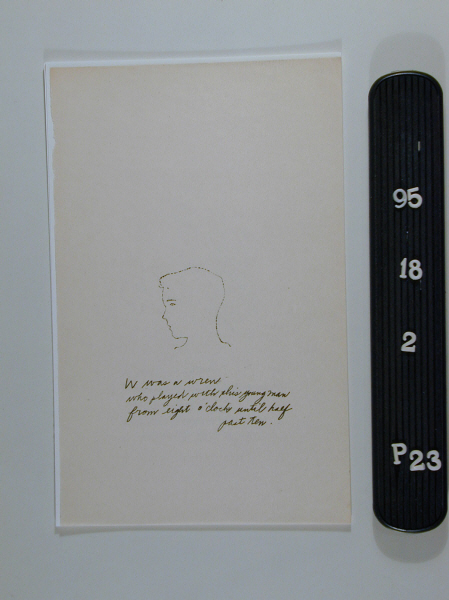 W was a wren
who played with this young man
from eight o'clock until half
past ten.
95
18
2
P23